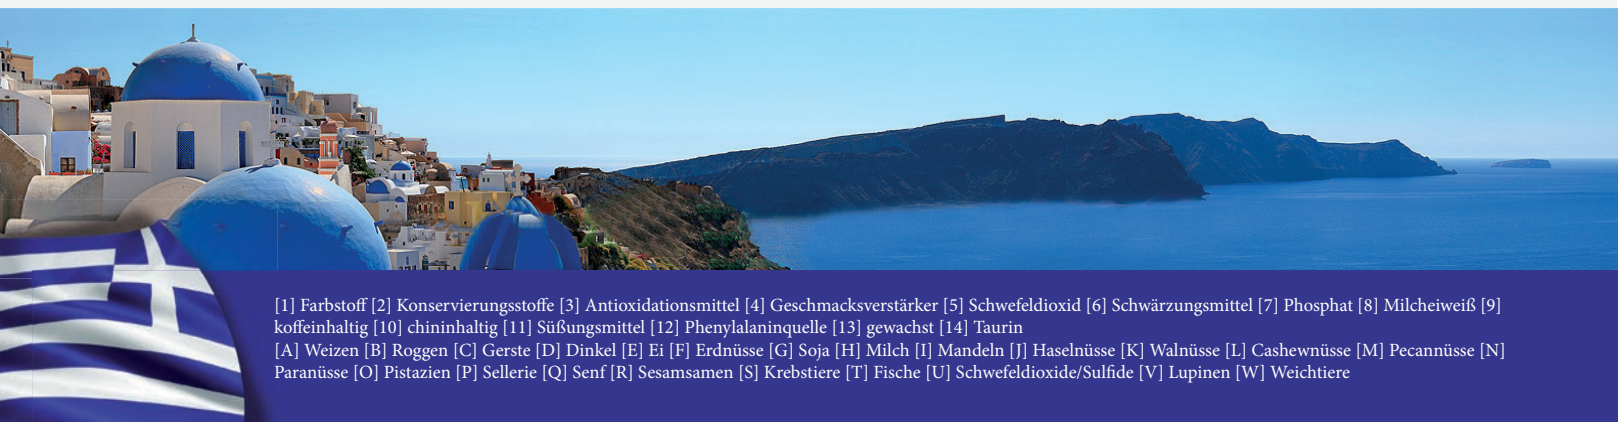 [1] Farbstoff [2] Konservierungsstoffe [3] Antioxidationsmittel [4] Geschmacksverstärker [5] Schwefeldioxid [6] Schwärzungsmittel [7] Phosphat [8] Milcheiweiß [9]
koffeinhaltig [10] chininhaltig [11] Süßungsmittel [12] Phenylalaninquelle [13] gewachst [14] Taurin
[A] Weizen [B] Roggen [C] Gerste [D] Dinkel [E] Ei [F] Erdnüsse [G] Soja [H] Milch [I] Mandeln [J] Haselnüsse [K] Walnüsse [L] Cashewnüsse [M] Pecannüsse [N]
Paranüsse [O] Pistazien [P] Sellerie [Q] Senf [R] Sesamsamen [S] Krebstiere [T] Fische [U] Schwefeldioxide/Sulfide [V] Lupinen [W] Weichtiere